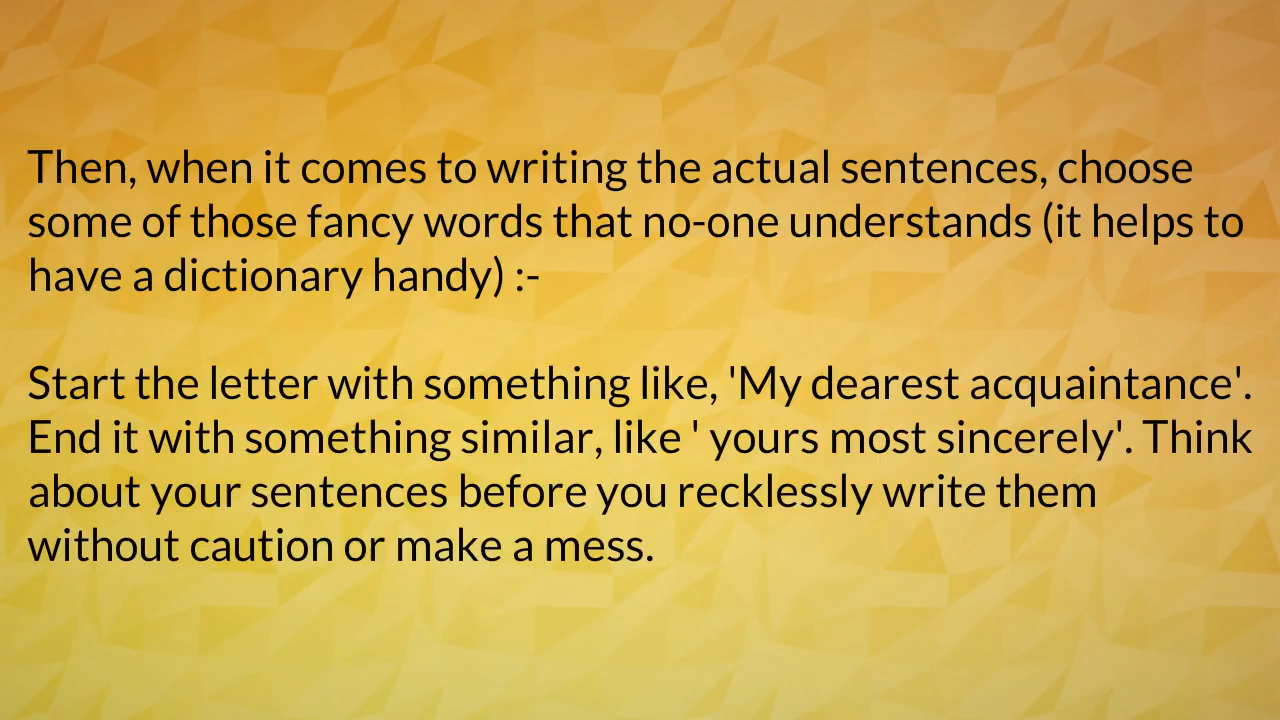 Then, when it comes to writing the actual sentences, choose
some of those fancy words that no-one understands (it helps to
have a dictionary handy) :-
Start the letter with something like, 'My dearest acquaintance'.
End it with something similar, like ' yours most sincerely'. Think
about your sentences before you recklessly write them
without caution or make a mess.